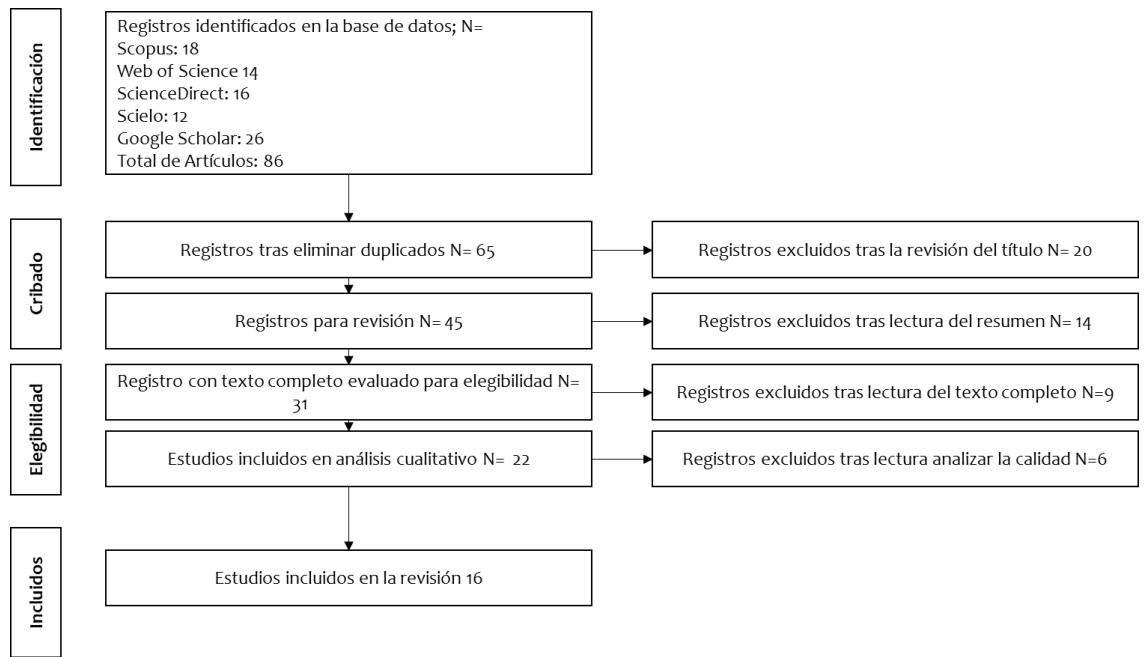 Identificación
Registros identificados en la base de datos; N=
Scopus: 18
Web of Science 14
ScienceDirect: 16
Scielo: 12
Google Scholar: 26
Total de Artículos: 86
Cribado
Registros tras eliminar duplicados N= 65
Registros excluidos tras la revisión del título N= 20
Registros para revisión N= 45
Registros excluidos tras lectura del resumen N= 14
Elegibilidad
Registro con texto completo evaluado para elegibilidad N=
31
Registros excluidos tras lectura del texto completo N=9
Estudios incluidos en análisis cualitativo N= 22
Registros excluidos tras lectura analizar la calidad N=6
Incluidos
Estudios incluidos en la revisión 16